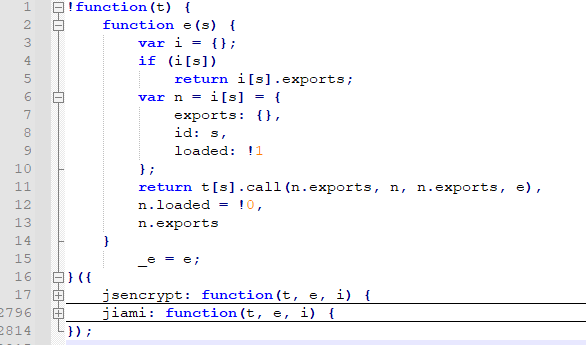 1 !function(t) {
2 function e(s) {
3 var i = {};
4 if (i[s])
5 return i[s].exports;
6 var n = i[s] = {
7 exports: {},
8 id: s,
9 loaded: !1
10 };
11 return t[s].call(n.exports, n, n.exports, e),
12 n.loaded = !0,
13 n.exports
14 }
15 _e = e;
16 }({
17 jsencrypt: function(t, e, i) {
2796 jiami: function(t, e, i) {
2814 });